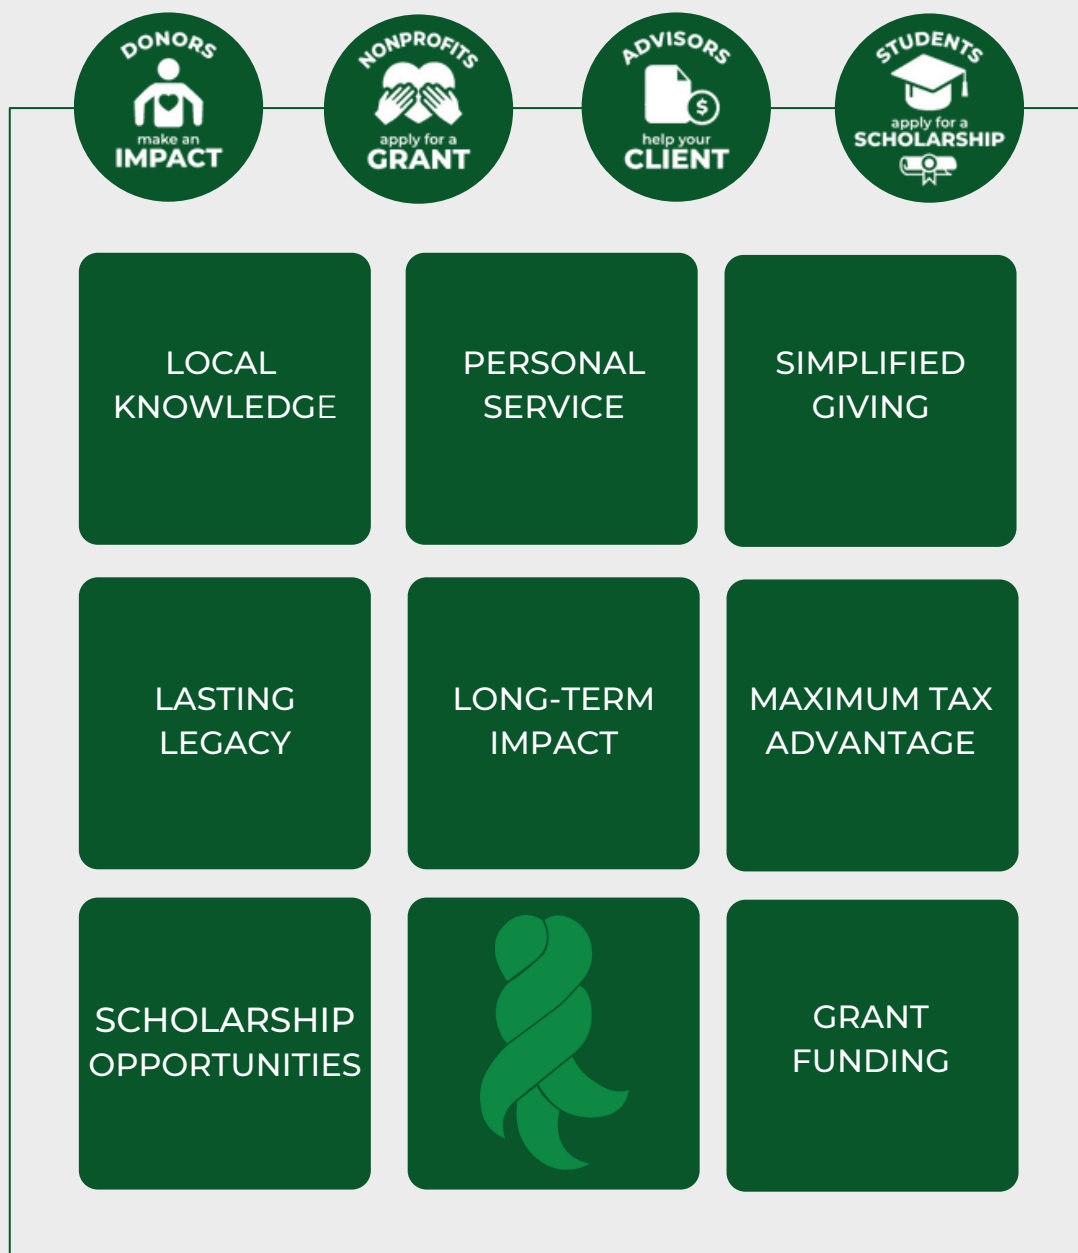 DONORS
make an
IMPACT
NONPROFITS
apply for a
GRANT
ADVISORS
$
help your
CLIENT
STUDENTS
apply for a
SCHOLARSHIP
LOCAL
KNOWLEDGE
PERSONAL
SERVICE
SIMPLIFIED
GIVING
LASTING
LEGACY
LONG-TERM
IMPACT
MAXIMUM TAX
ADVANTAGE
SCHOLARSHIP
OPPORTUNITIES
GRANT
FUNDING